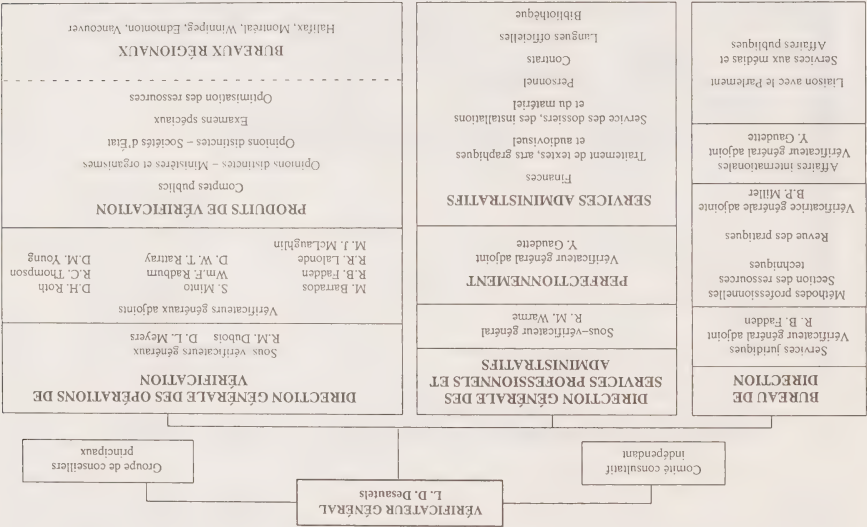 VÉRIFICATEUR GÉNÉRAL
L. D. Desautels
Comité consultatif
indépendant
Groupe de conseillers
principaux
BUREAU DE
DIRECTION
Services juridiques
Vérificateur général adjoint
R. B. Fadden
Méthodes professionnelles
Section des ressources
techniques
Revue des pratiques
Vérificatrice générale adjointe
B.P. Miller
Affaires internationales
Vérificateur général adjoint
Y. Gaudette
Liaison avec le Parlement
Services aux médias et
Affaires publiques
DIRECTION GÉNÉRALE DES
SERVICES PROFESSIONNELS ET
ADMINISTRATIFS
Sous-vérificateur général
R. M. Warme
PERFECTIONNEMENT
Vérificateur général adjoint
Y. Gaudette
SERVICES ADMINISTRATIFS
Finances
Traitement de textes, arts graphiques
et audiovisuel
Service des dossiers, des installations
et du matériel
Personnel
Contrats
Langues officielles
Bibliothèque
DIRECTION GÉNÉRALE DES OPÉRATIONS DE
VÉRIFICATION
Sous vérificateurs généraux
R.M. Dubois D. L. Meyers
Vérificateurs généraux adjoints
M. Barrados S. Minto D.H. Roth
R.B. Fadden Wm.F. Radburn R.C. Thompson
R.R. Lalonde D. W. T. Rattray D.M. Young
M. J. McLaughlin
PRODUITS DE VÉRIFICATION
Comptes publics
Opinions distinctes – Ministères et organismes
Opinions distinctes – Sociétés d'État
Examens spéciaux
Optimisation des ressources
BUREAUX RÉGIONAUX
Halifax, Montréal, Winnipeg, Edmonton, Vancouver